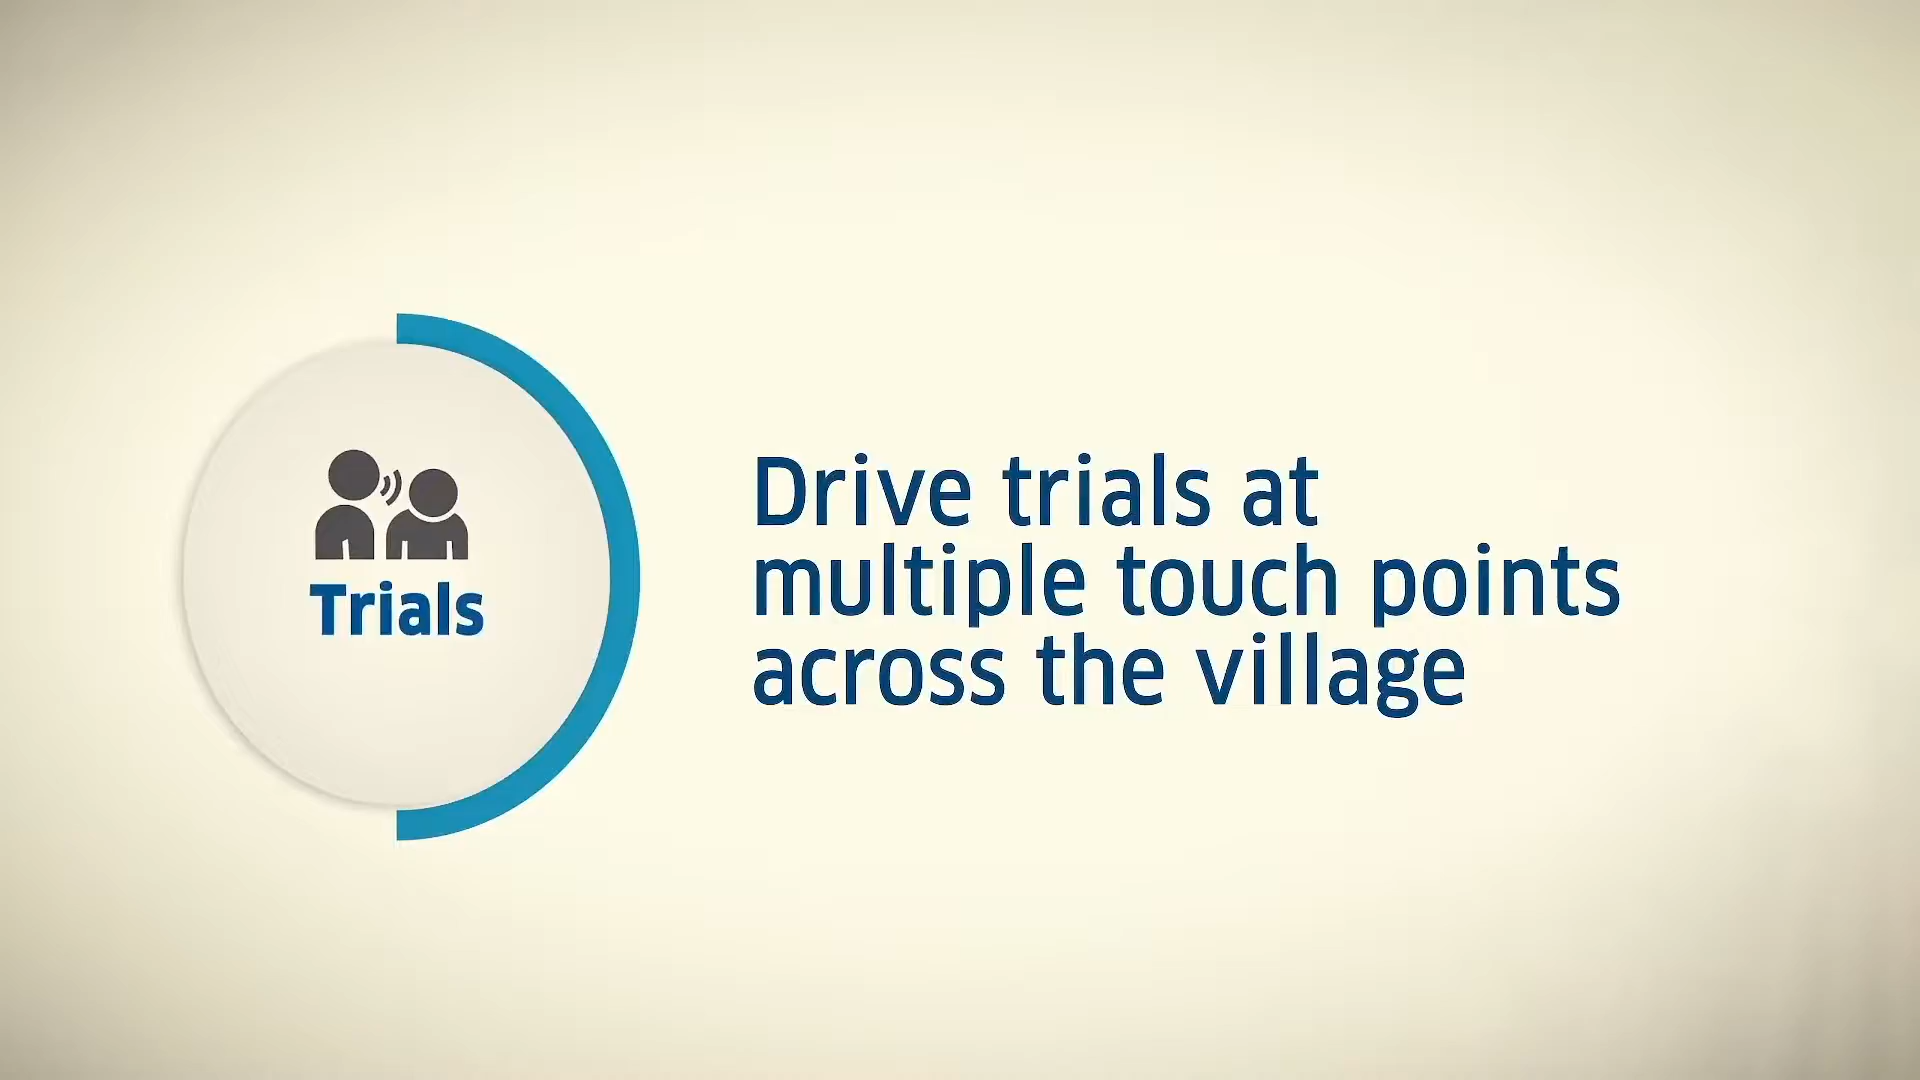 Trials
Drive trials at
multiple touch points
across the village